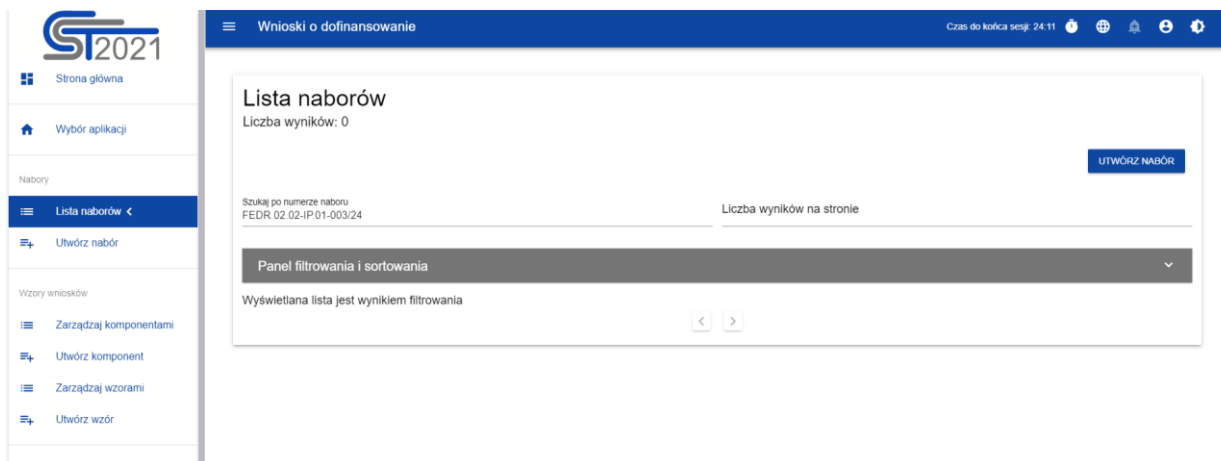 CST2021
Strona główna
Wybór aplikacji
Nabory
Lista naborów
Utwórz nabór
Wzory wniosków
Zarządzaj komponentami
Utwórz komponent
Zarządzaj wzorami
Utwórz wzór
Wnioski o dofinansowanie
Czas do końca sesji: 24:11
Lista naborów
Liczba wyników: 0
UTWÓRZ NABÓR
Szukaj po numerze naboru
FEDR.02.02-IP.01-003/24
Liczba wyników na stronie
Panel filtrowania i sortowania
Wyświetlana lista jest wynikiem filtrowania